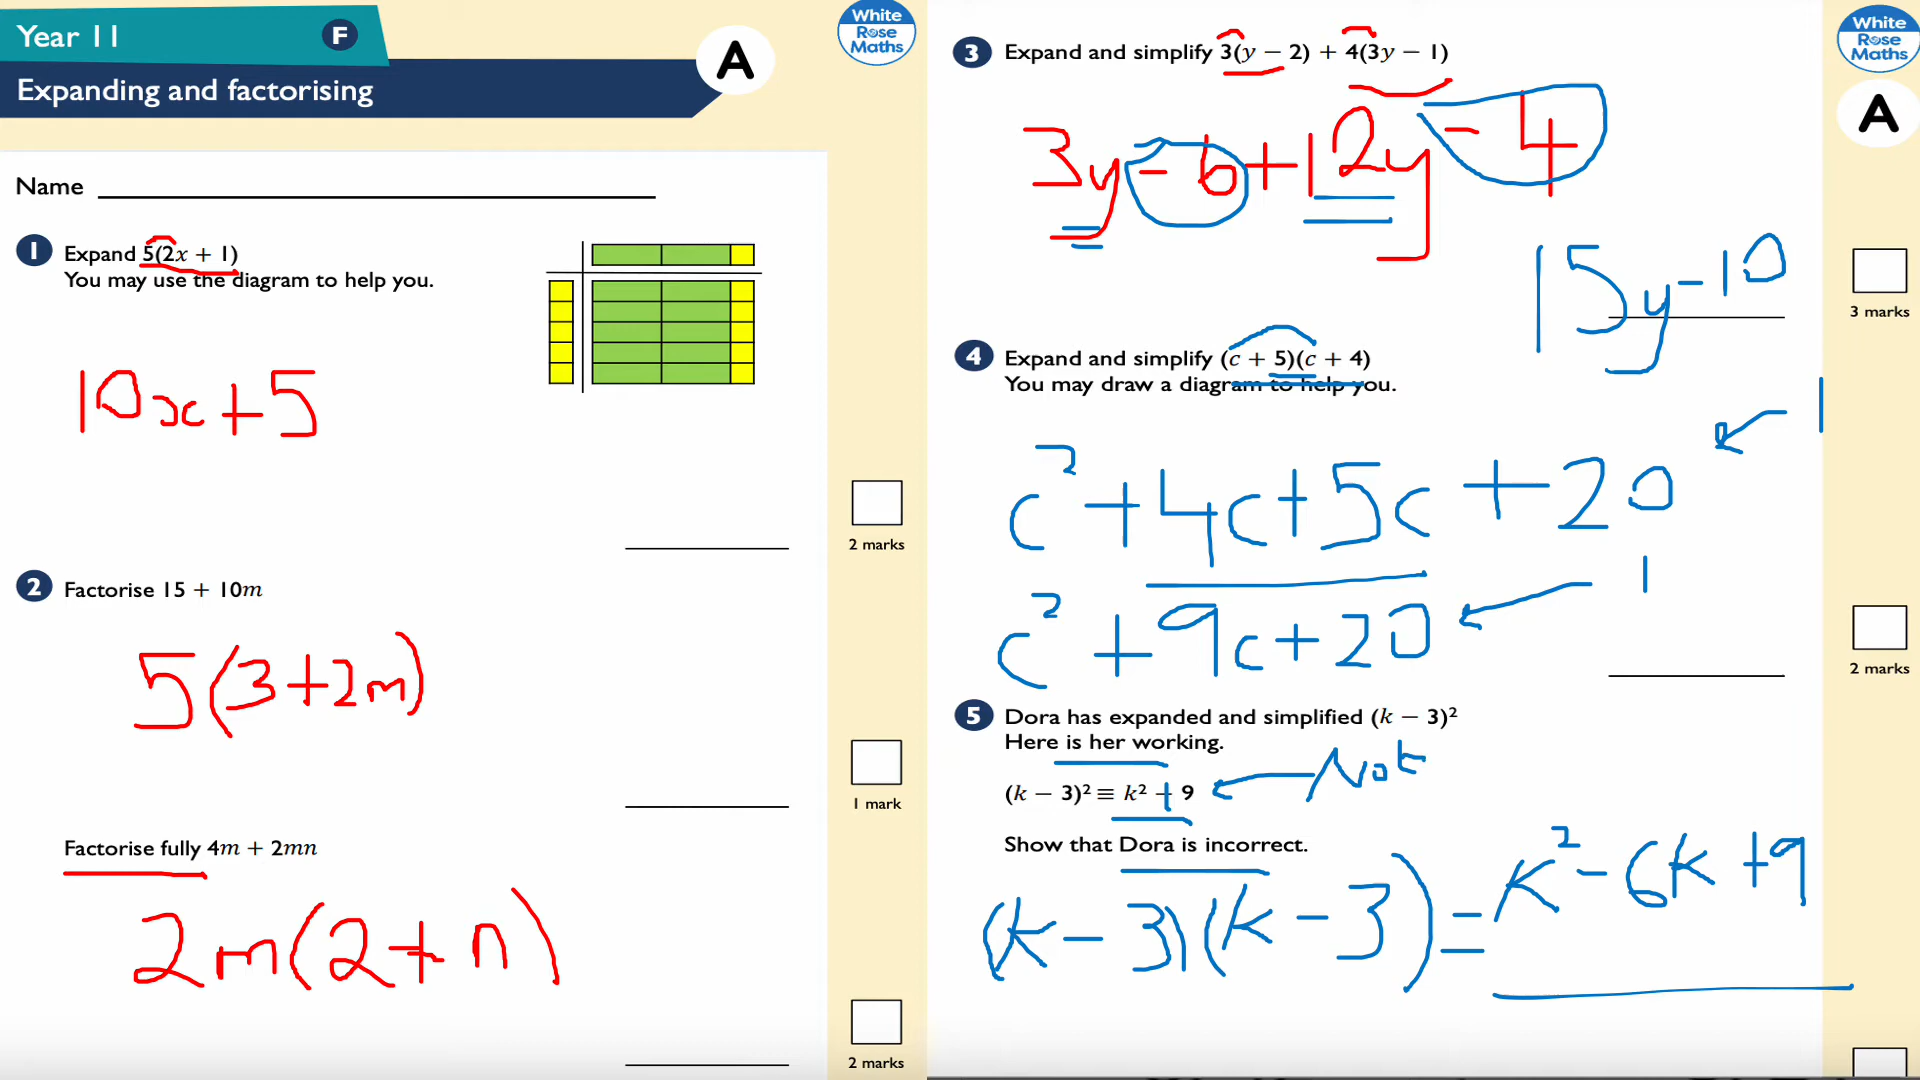 Year 11
F
A
White
Rose
Maths
Expanding and factorising
Name
1
Expand 5(2x + 1)
You may use the diagram to help you.
10x+5
2 marks
2
Factorise 15 + 10m
5(3+2m)
1 mark
Factorise fully 4m + 2mn
2m(2+n)
2 marks
White
Rose
Maths
A
3
Expand and simplify 3(y − 2) + 4(3y − 1)
3y-6+12y-4
15y-10
3 marks
4
Expand and simplify (c + 5)(c + 4)
You may draw a diagram to help you.
1
c²+4c+5c+20
1
c²+9c+20
2 marks
5
Dora has expanded and simplified (k − 3)²
Here is her working.
Not
(k − 3)² ≡ k² + 9
Show that Dora is incorrect.
(k-3)(k-3)=k²-6k+9